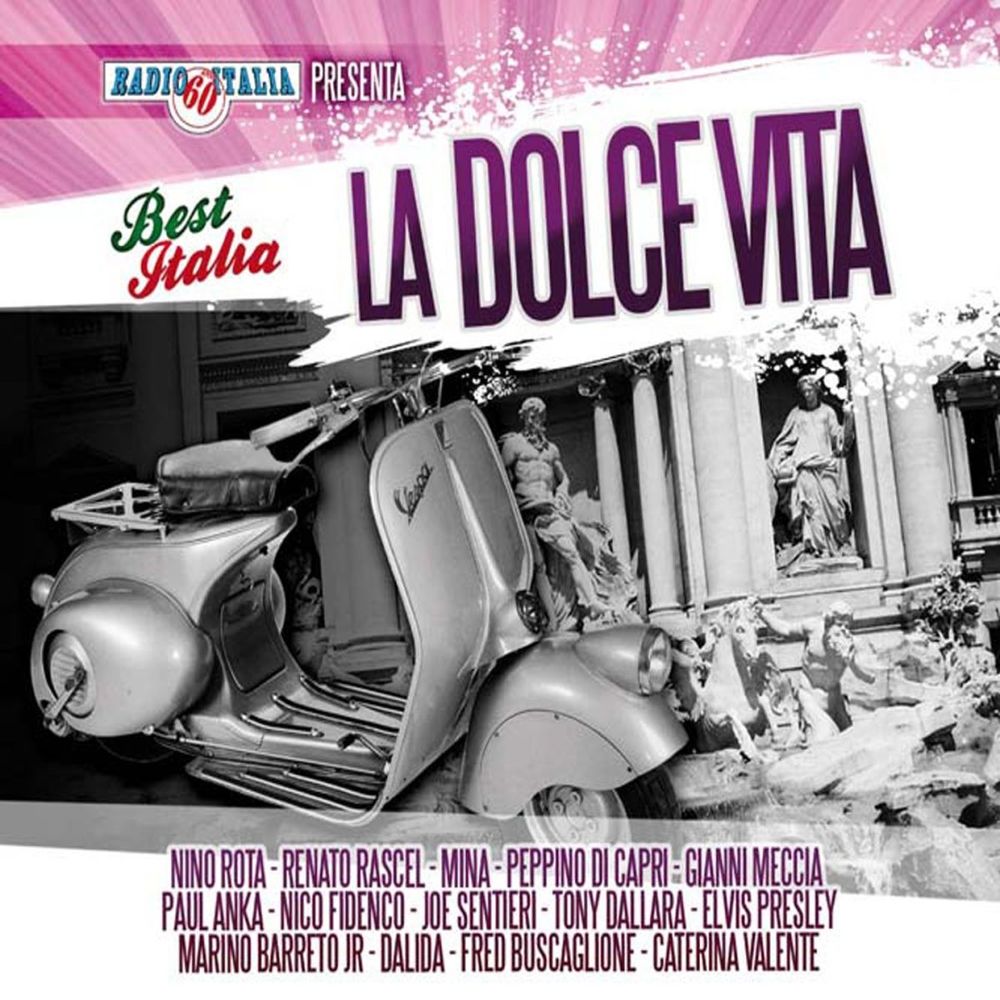 RADIO 60 ITALIA PRESENTA
LA DOLCE VITA
Best
Italia
Vespa
NINO ROTA - RENATO RASCEL - MINA - PEPPINO DI CAPRI - GIANNI MECCIA
PAUL ANKA - NICO FIDENCO - JOE SENTIERI - TONY DALLARA - ELVIS PRESLEY
MARINO BARRETO JR - DALIDA - FRED BUSCAGLIONE - CATERINA VALENTE